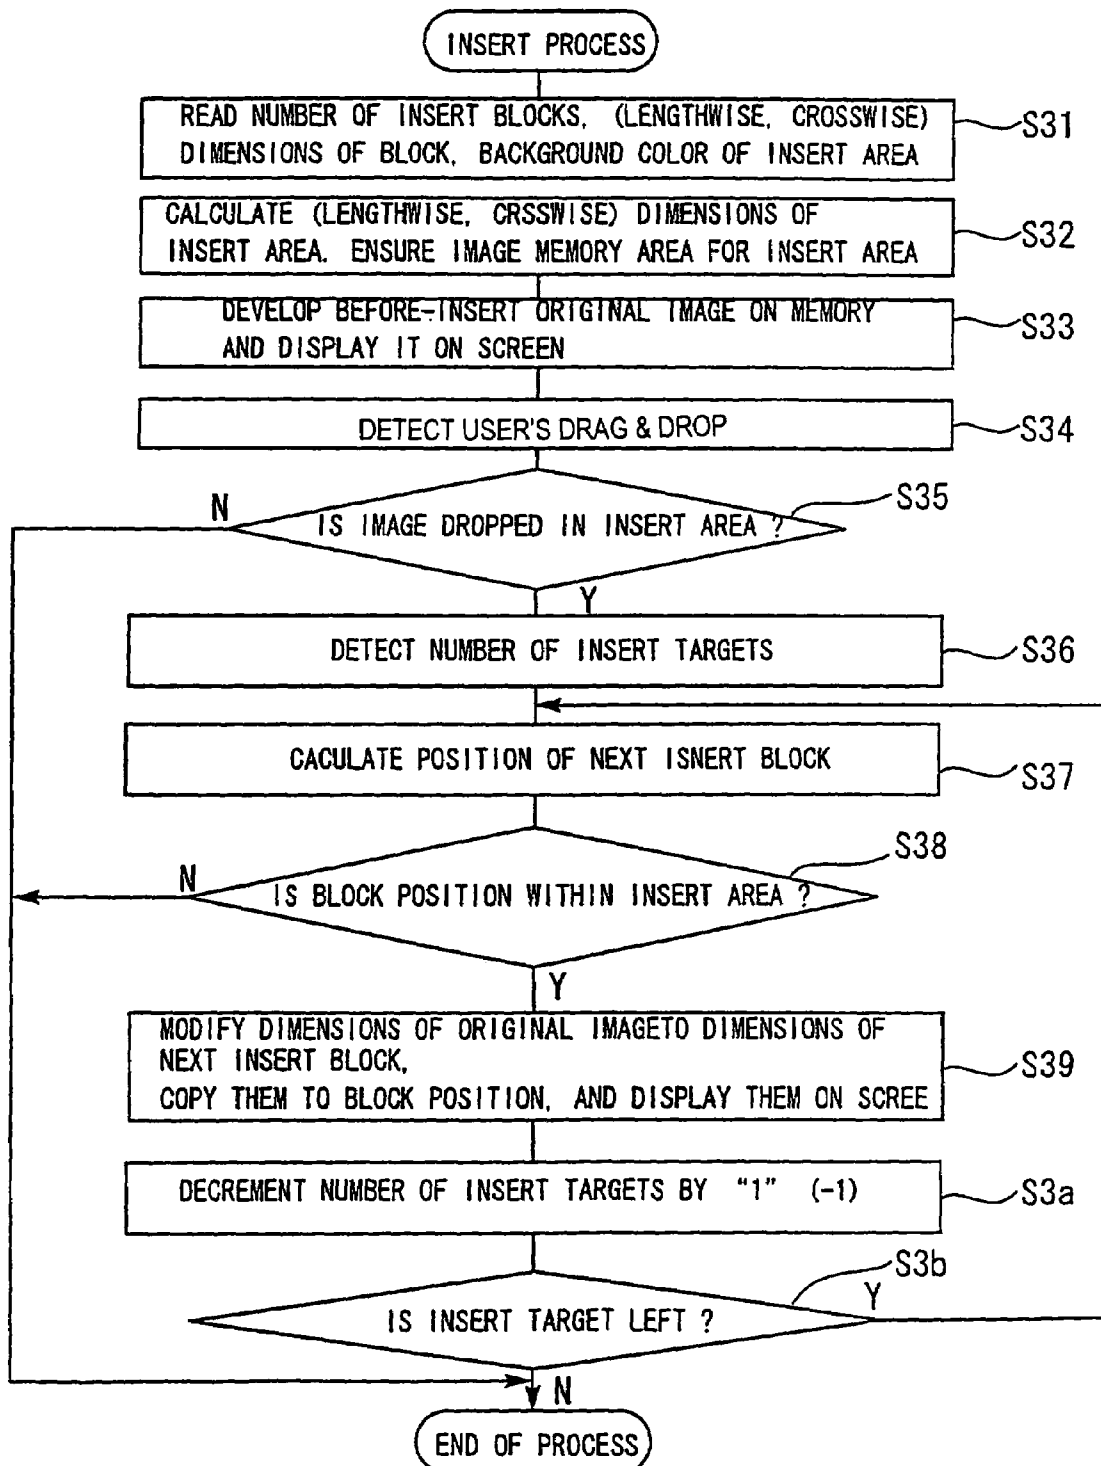 INSERT PROCESS
READ NUMBER OF INSERT BLOCKS, (LENGTHWISE, CROSSWISE)
DIMENSIONS OF BLOCK, BACKGROUND COLOR OF INSERT AREA
S31
CALCULATE (LENGTHWISE, CRSSWISE) DIMENSIONS OF
INSERT AREA. ENSURE IMAGE MEMORY AREA FOR INSERT AREA
S32
DEVELOP BEFORE-INSERT ORIGINAL IMAGE ON MEMORY
AND DISPLAY IT ON SCREEN
S33
DETECT USER'S DRAG & DROP
S34
S35
N
IS IMAGE DROPPED IN INSERT AREA ?
Y
DETECT NUMBER OF INSERT TARGETS
S36
CACULATE POSITION OF NEXT ISNERT BLOCK
S37
S38
N
IS BLOCK POSITION WITHIN INSERT AREA ?
Y
MODIFY DIMENSIONS OF ORIGINAL IMAGETO DIMENSIONS OF
NEXT INSERT BLOCK,
COPY THEM TO BLOCK POSITION, AND DISPLAY THEM ON SCREE
S39
DECREMENT NUMBER OF INSERT TARGETS BY "1" (-1)
S3a
S3b
Y
IS INSERT TARGET LEFT ?
N
END OF PROCESS